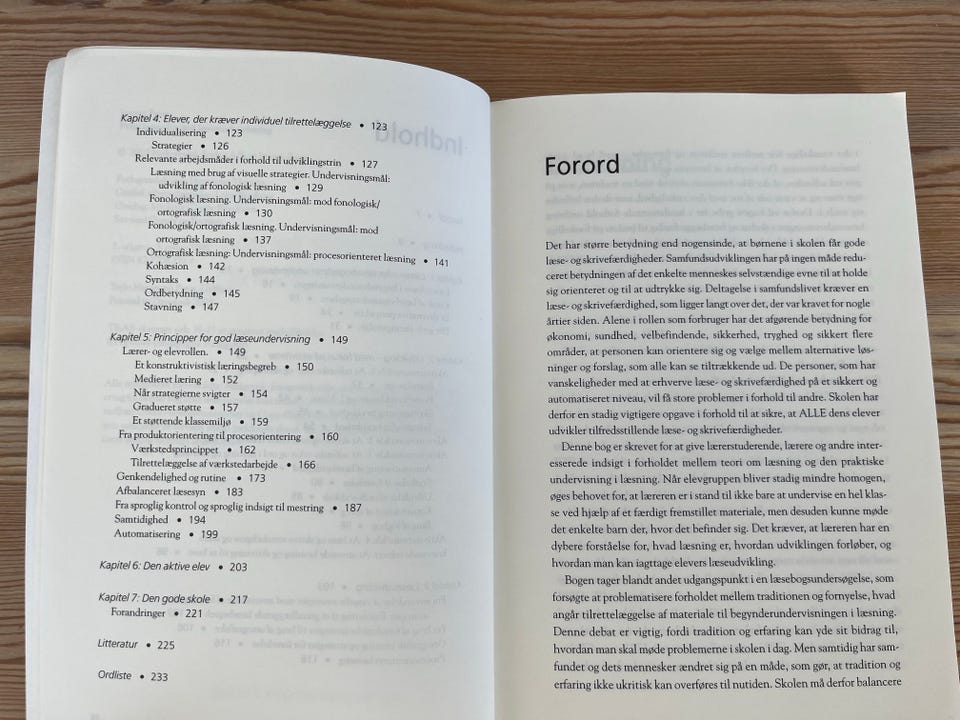 Kapitel 4: Elever, der kræver individuel tilrettelæggelse • 123
Individualisering • 123
Strategier • 126
Relevante arbejdsmåder i forhold til udviklingstrin • 127
Læsning med brug af visuelle strategier. Undervisningsmål:
udvikling af fonologisk læsning • 129
Fonologisk læsning. Undervisningsmål: mod fonologisk/
ortografisk læsning • 130
Fonologisk/ortografisk læsning. Undervisningsmål: mod
ortografisk læsning • 137
Ortografisk læsning: Undervisningsmål: procesorienteret læsning • 141
Kohæsion • 142
Syntaks • 144
Ordbetydning • 145
Stavning • 147
Kapitel 5: Principper for god læseundervisning • 149
Lærer- og elevrollen. • 149
Et konstruktivistisk læringsbegreb • 150
Medieret læring • 152
Når strategierne svigter • 154
Gradueret støtte • 157
Et støttende klassemiljø • 159
Fra produktorientering til procesorientering • 160
Værkstedsprincippet • 162
Tilrettelæggelse af værkstedarbejde • 166
Genkendelighed og rutine • 173
Afbalanceret læsesyn • 183
Fra sproglig kontrol og sproglig indsigt til mestring • 187
Samtidighed • 194
Automatisering • 199
Kapitel 6: Den aktive elev • 203
Kapitel 7: Den gode skole • 217
Forandringer • 221
Litteratur • 225
Ordliste • 233
Forord
Det har større betydning end nogensinde, at børnene i skolen får gode
læse- og skrivefærdigheder. Samfundsudviklingen har på ingen måde redu-
ceret betydningen af det enkelte menneskes selvstændige evne til at holde
sig orienteret og til at udtrykke sig. Deltagelse i samfundslivet kræver en
læse- og skrivefærdighed, som ligger langt over det, der var kravet for nogle
årtier siden. Alene i rollen som forbruger har det afgørende betydning for
økonomi, sundhed, velbefindende, sikkerhed, tryghed og sikkert flere
områder, at personen kan orientere sig og vælge mellem alternative løs-
ninger og forslag, som alle kan se tiltrækkende ud. De personer, som har
vanskeligheder med at erhverve læse- og skrivefærdighed på et sikkert og
automatiseret niveau, vil få store problemer i forhold til andre. Skolen har
derfor en stadig vigtigere opgave i forhold til at sikre, at ALLE dens elever
udvikler tilfredsstillende læse- og skrivefærdigheder.
Denne bog er skrevet for at give lærerstuderende, lærere og andre inter-
esserede indsigt i forholdet mellem teori om læsning og den praktiske
undervisning i læsning. Når elevgruppen bliver stadig mindre homogen,
øges behovet for, at læreren er i stand til ikke bare at undervise en hel klas-
se ved hjælp af et færdigt fremstillet materiale, men desuden kunne møde
det enkelte barn der, hvor det befinder sig. Det kræver, at læreren har en
dybere forståelse for, hvad læsning er, hvordan udviklingen forløber, og
hvordan man kan iagttage elevers læseudvikling.
Bogen tager blandt andet udgangspunkt i en læsebogsundersøgelse, som
forsøgte at problematisere forholdet mellem traditionen og fornyelse, hvad
angår tilrettelæggelse af materiale til begynderundervisningen i læsning.
Denne debat er vigtig, fordi tradition og erfaring kan yde sit bidrag til,
hvordan man skal møde problemerne i skolen i dag. Men samtidig har sam-
fundet og dets mennesker ændret sig på en måde, som gør, at tradition og
erfaring ikke ukritisk kan overføres til nutiden. Skolen må derfor balancere